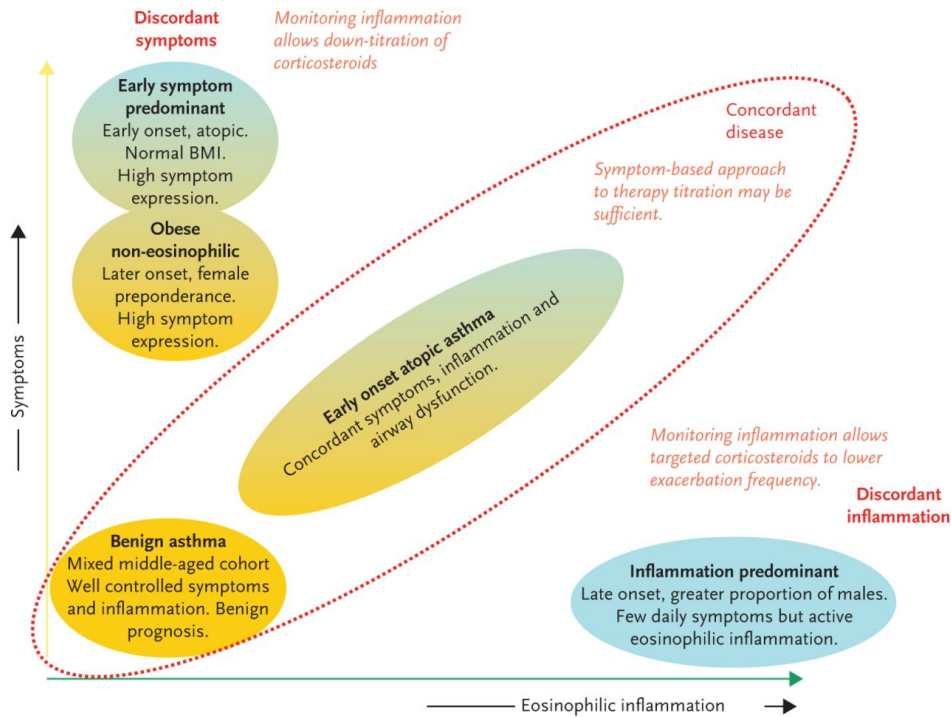 Discordant
symptoms
Monitoring inflammation
allows down-titration of
corticosteroids
Early symptom
predominant
Early onset, atopic.
Normal BMI.
High symptom
expression.
Obese
non-eosinophilic
Later onset, female
preponderance.
High symptom
expression.
Concordant
disease
Symptom-based approach
to therapy titration may be
sufficient.
Symptoms
Early onset atopic asthma
Concordant symptoms, inflammation and
airway dysfunction.
Monitoring inflammation allows
targeted corticosteroids to lower
exacerbation frequency.
Discordant
inflammation
Benign asthma
Mixed middle-aged cohort
Well controlled symptoms
and inflammation. Benign
prognosis.
Inflammation predominant
Late onset, greater proportion of males.
Few daily symptoms but active
eosinophilic inflammation.
Eosinophilic inflammation